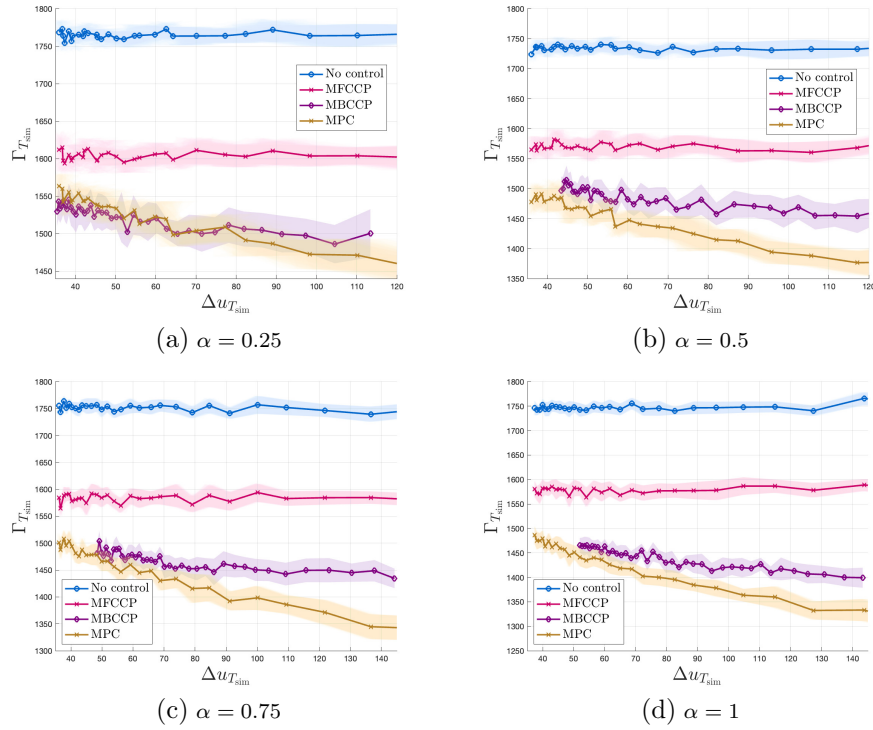 1800
1750
1700
1650
1600
1550
1500
1450
Γ_{T_sim}
No control
MFCCP
MBCCP
MPC
40 50 60 70 80 90 100 110 120
Δu_{T_sim}
(a) α = 0.25
1800
1750
1700
1650
1600
1550
1500
1450
1400
1350
Γ_{T_sim}
No control
MFCCP
MBCCP
MPC
40 50 60 70 80 90 100 110 120
Δu_{T_sim}
(b) α = 0.5
1800
1750
1700
1650
1600
1550
1500
1450
1400
1350
1300
Γ_{T_sim}
No control
MFCCP
MBCCP
MPC
40 50 60 70 80 90 100 110 120 130 140
Δu_{T_sim}
(c) α = 0.75
1800
1750
1700
1650
1600
1550
1500
1450
1400
1350
1300
1250
Γ_{T_sim}
No control
MFCCP
MBCCP
MPC
40 50 60 70 80 90 100 110 120 130 140
Δu_{T_sim}
(d) α = 1